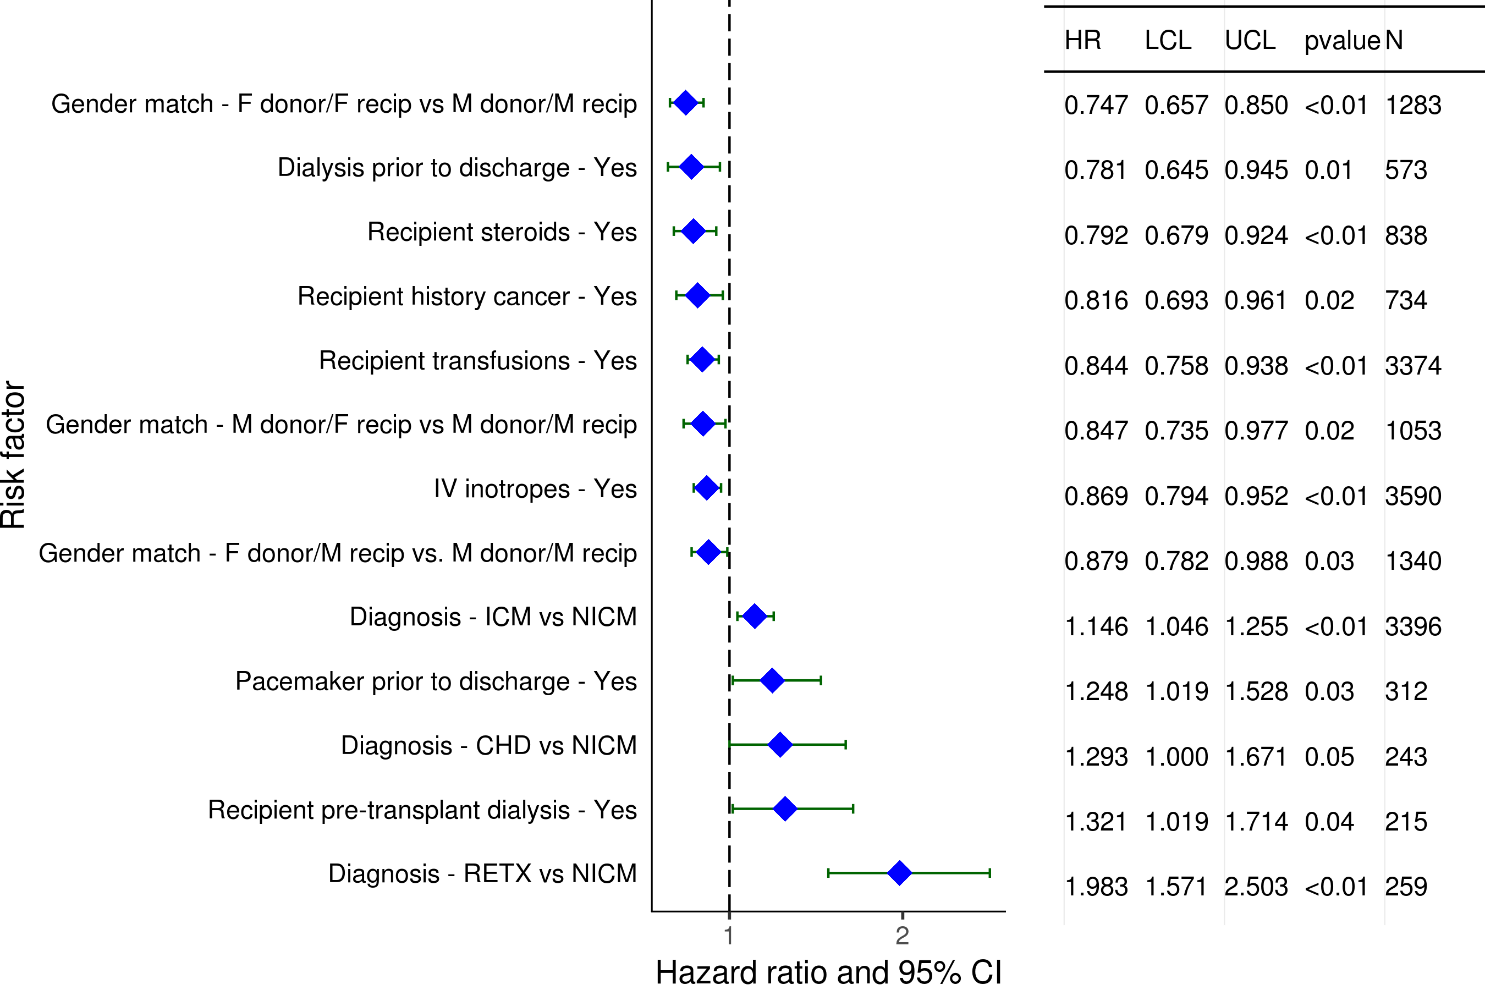 HR LCL UCL pvalue N
Gender match - F donor/F recip vs M donor/M recip 0.747 0.657 0.850 <0.01 1283
Dialysis prior to discharge - Yes 0.781 0.645 0.945 0.01 573
Recipient steroids - Yes 0.792 0.679 0.924 <0.01 838
Recipient history cancer - Yes 0.816 0.693 0.961 0.02 734
Recipient transfusions - Yes 0.844 0.758 0.938 <0.01 3374
Gender match - M donor/F recip vs M donor/M recip 0.847 0.735 0.977 0.02 1053
IV inotropes - Yes 0.869 0.794 0.952 <0.01 3590
Gender match - F donor/M recip vs. M donor/M recip 0.879 0.782 0.988 0.03 1340
Diagnosis - ICM vs NICM 1.146 1.046 1.255 <0.01 3396
Pacemaker prior to discharge - Yes 1.248 1.019 1.528 0.03 312
Diagnosis - CHD vs NICM 1.293 1.000 1.671 0.05 243
Recipient pre-transplant dialysis - Yes 1.321 1.019 1.714 0.04 215
Diagnosis - RETX vs NICM 1.983 1.571 2.503 <0.01 259
Risk factor
1 2
Hazard ratio and 95% CI